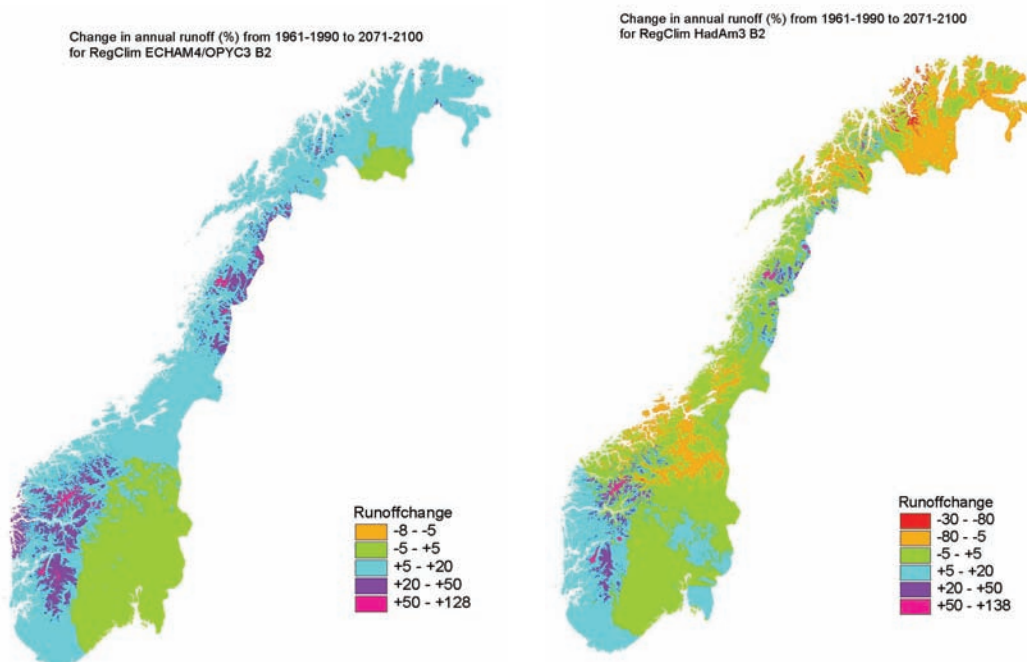 Change in annual runoff (%) from 1961-1990 to 2071-2100
for RegClim ECHAM4/OPYC3 B2
Runoffchange
-8 - -5
-5 - +5
+5 - +20
+20 - +50
+50 - +128
Change in annual runoff (%) from 1961-1990 to 2071-2100
for RegClim HadAm3 B2
Runoffchange
-30 - -80
-80 - -5
-5 - +5
+5 - +20
+20 - +50
+50 - +138